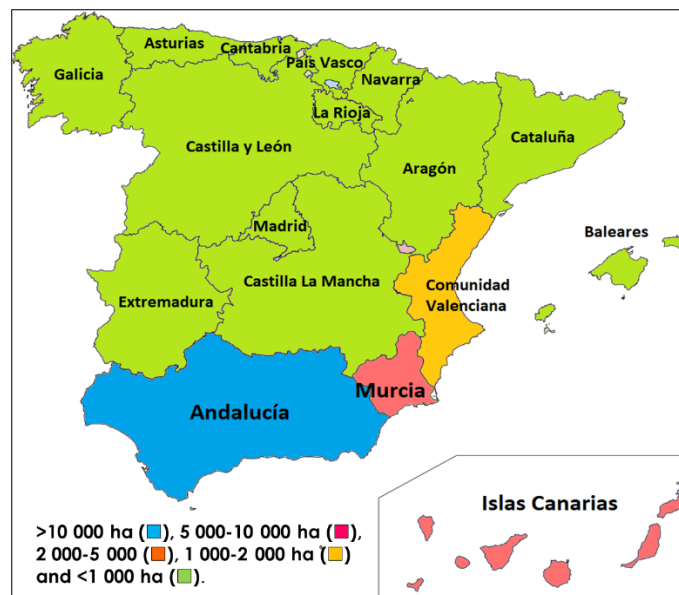 Asturias
Cantabria
País Vasco
Galicia
Navarra
La Rioja
Cataluña
Castilla y León
Aragón
Madrid
Baleares
Castilla La Mancha
Comunidad
Valenciana
Extremadura
Murcia
Andalucía
Islas Canarias
>10 000 ha (), 5 000-10 000 ha (),
2 000-5 000 (), 1 000-2 000 ha ()
and <1 000 ha ().